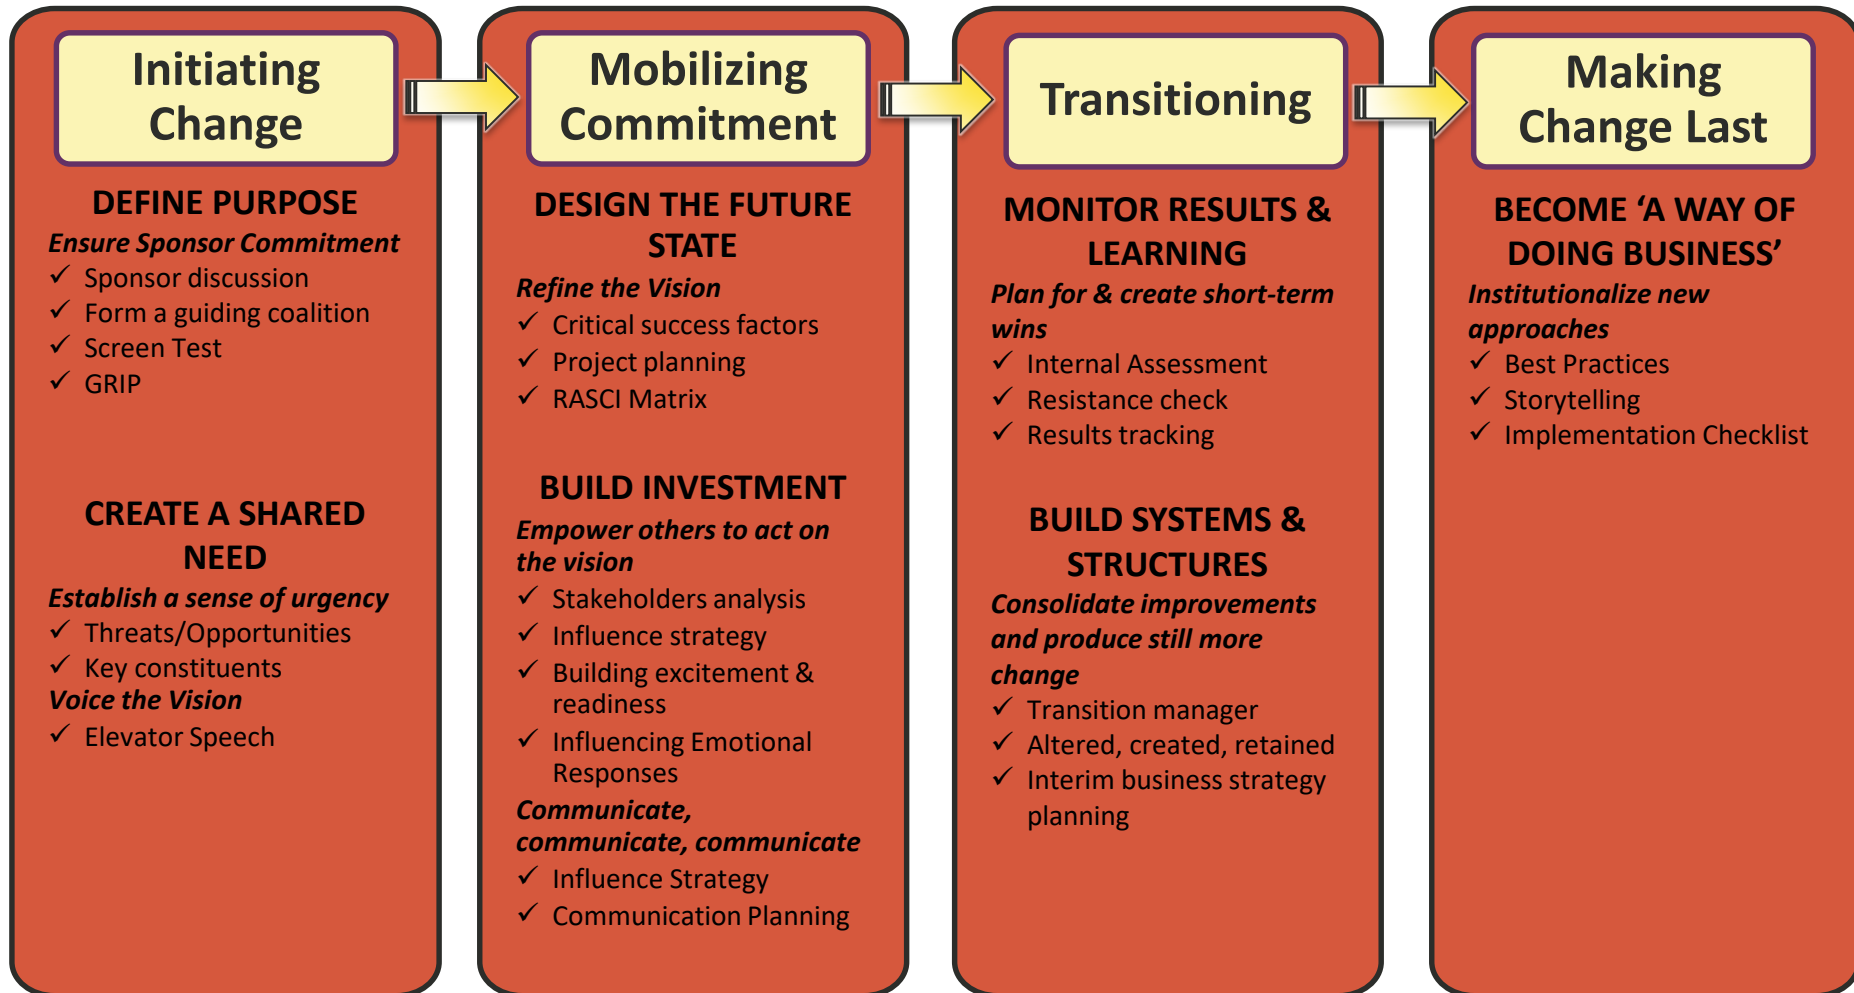 Initiating
Change
DEFINE PURPOSE
Ensure Sponsor Commitment
✓ Sponsor discussion
✓ Form a guiding coalition
✓ Screen Test
✓ GRIP
CREATE A SHARED
NEED
Establish a sense of urgency
✓ Threats/Opportunities
✓ Key constituents
Voice the Vision
✓ Elevator Speech
Mobilizing
Commitment
DESIGN THE FUTURE
STATE
Refine the Vision
✓ Critical success factors
✓ Project planning
✓ RASCI Matrix
BUILD INVESTMENT
Empower others to act on
the vision
✓ Stakeholders analysis
✓ Influence strategy
✓ Building excitement &
readiness
✓ Influencing Emotional
Responses
Communicate,
communicate, communicate
✓ Influence Strategy
✓ Communication Planning
Transitioning
MONITOR RESULTS &
LEARNING
Plan for & create short-term
wins
✓ Internal Assessment
✓ Resistance check
✓ Results tracking
BUILD SYSTEMS &
STRUCTURES
Consolidate improvements
and produce still more
change
✓ Transition manager
✓ Altered, created, retained
✓ Interim business strategy
planning
Making
Change Last
BECOME ‘A WAY OF
DOING BUSINESS’
Institutionalize new
approaches
✓ Best Practices
✓ Storytelling
✓ Implementation Checklist